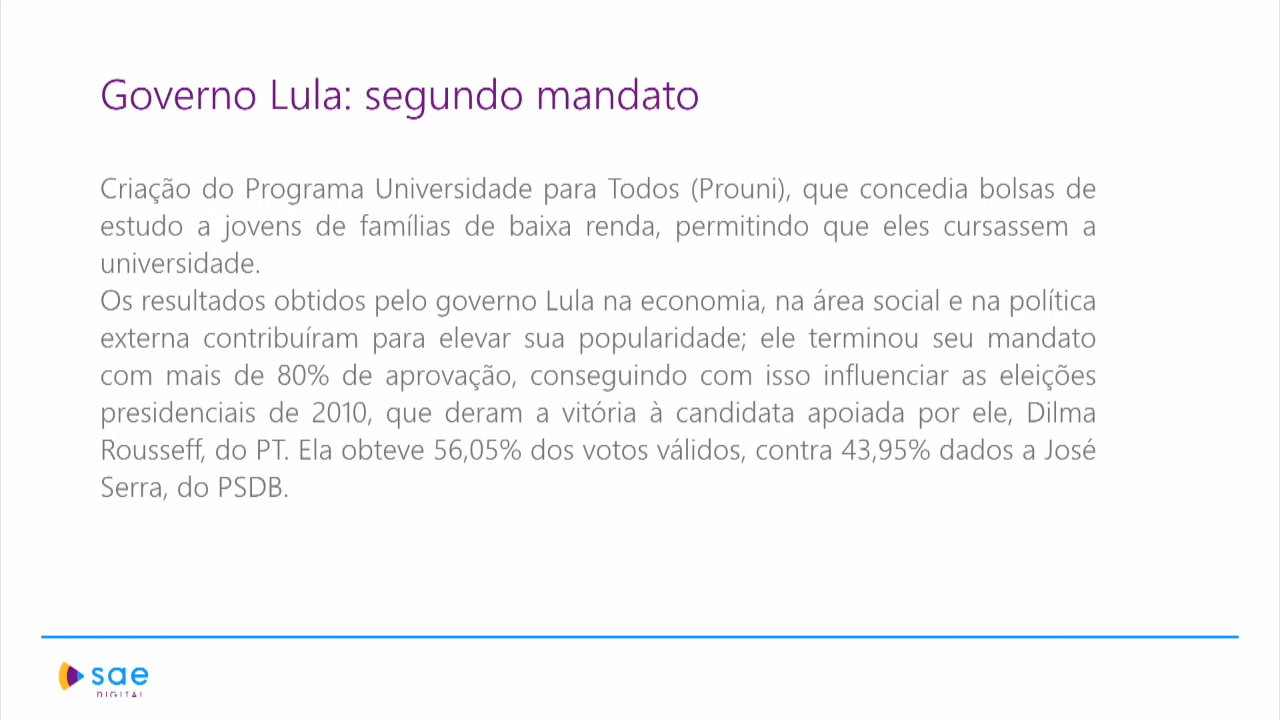 Governo Lula: segundo mandato
Criação do Programa Universidade para Todos (Prouni), que concedia bolsas de
estudo a jovens de famílias de baixa renda, permitindo que eles cursassem a
universidade.
Os resultados obtidos pelo governo Lula na economia, na área social e na política
externa contribuíram para elevar sua popularidade; ele terminou seu mandato
com mais de 80% de aprovação, conseguindo com isso influenciar as eleições
presidenciais de 2010, que deram a vitória à candidata apoiada por ele, Dilma
Rousseff, do PT. Ela obteve 56,05% dos votos válidos, contra 43,95% dados a José
Serra, do PSDB.
sae
DIGITAL